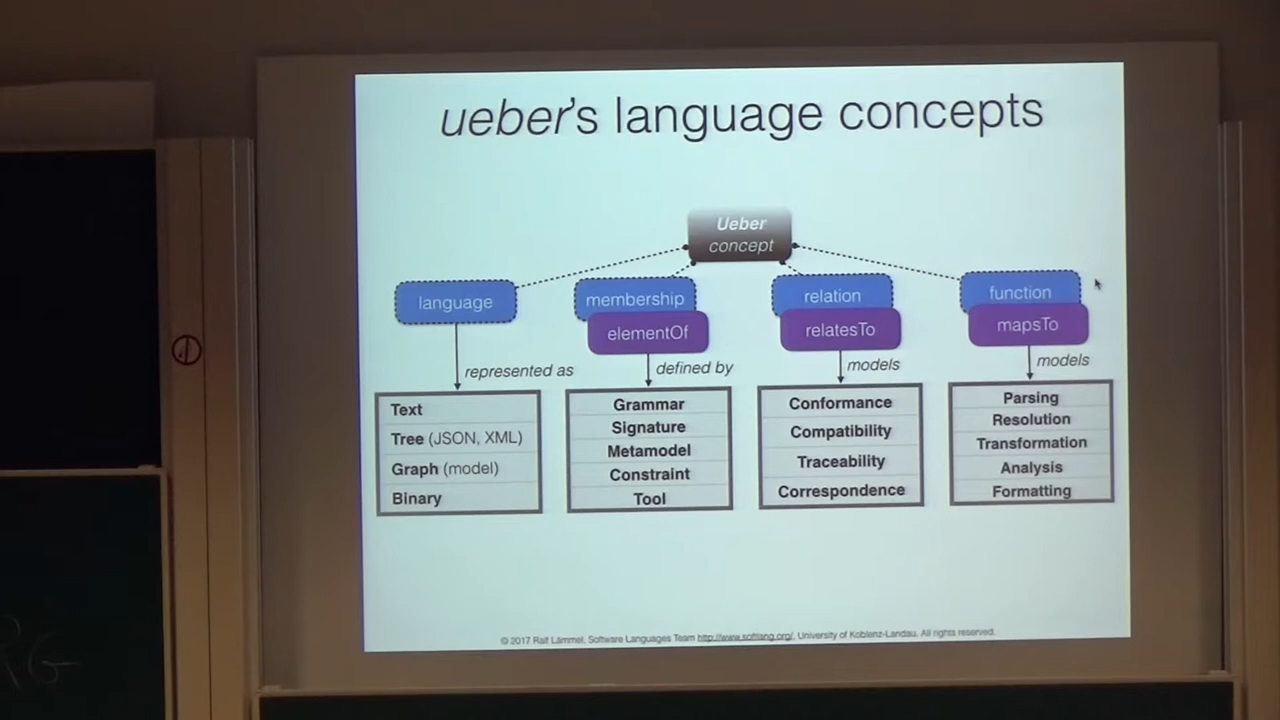 ueber's language concepts
Ueber
concept
language
membership
elementOf
relation
relatesTo
function
mapsTo
represented as
defined by
models
models
Text
Tree (JSON, XML)
Graph (model)
Binary
Grammar
Signature
Metamodel
Constraint
Tool
Conformance
Compatibility
Traceability
Correspondence
Parsing
Resolution
Transformation
Analysis
Formatting
© 2017 Ralf Lämmel, Software Languages Team http://www.softlang.org/, University of Koblenz-Landau. All rights reserved.